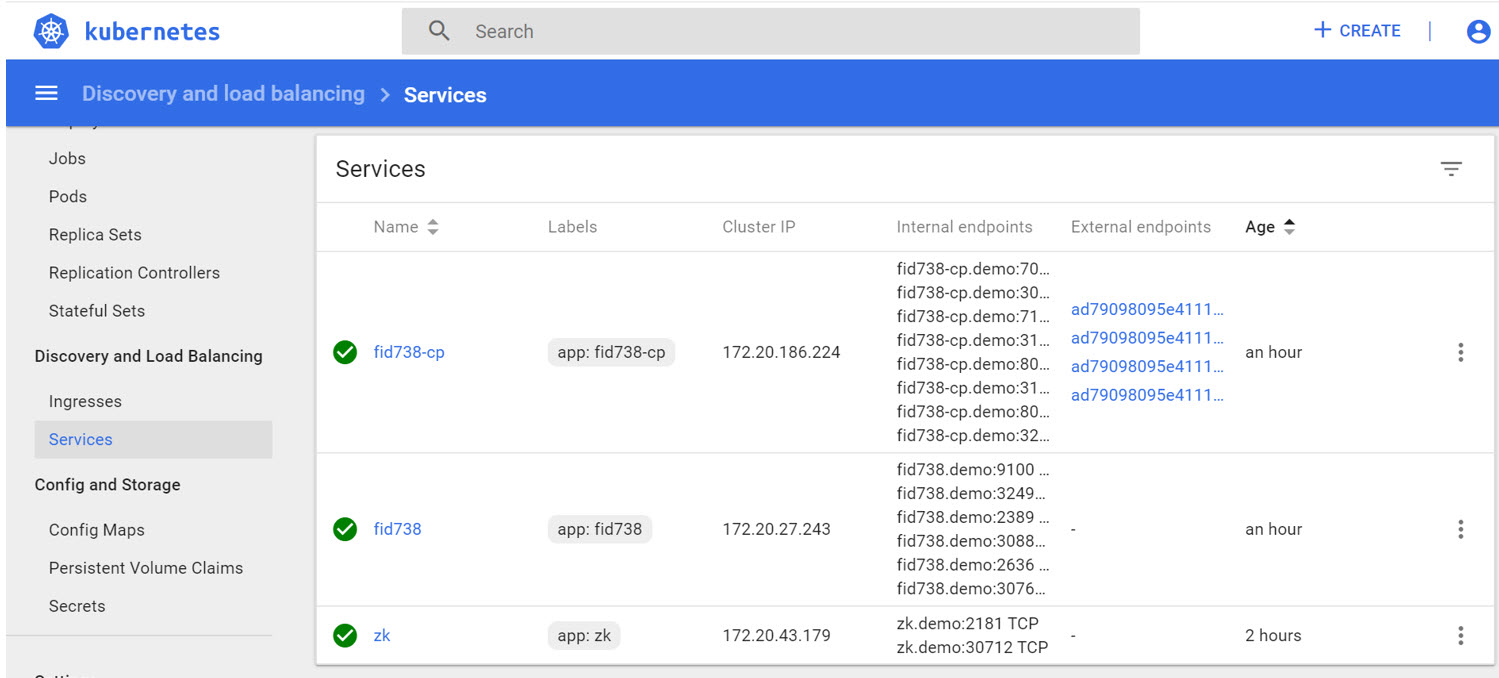 kubernetes
Search
+ CREATE
Discovery and load balancing > Services
Jobs
Pods
Replica Sets
Replication Controllers
Stateful Sets
Discovery and Load Balancing
Ingresses
Services
Config and Storage
Config Maps
Persistent Volume Claims
Secrets
Services
Name Labels Cluster IP Internal endpoints External endpoints Age
fid738-cp
app: fid738-cp
172.20.186.224
fid738-cp.demo:70...
fid738-cp.demo:30...
fid738-cp.demo:71...
fid738-cp.demo:31...
fid738-cp.demo:80...
fid738-cp.demo:31...
fid738-cp.demo:80...
fid738-cp.demo:32...
ad79098095e4111...
ad79098095e4111...
ad79098095e4111...
ad79098095e4111...
an hour
fid738
app: fid738
172.20.27.243
fid738.demo:9100 ...
fid738.demo:3249...
fid738.demo:2389 ...
fid738.demo:3088...
fid738.demo:2636 ...
fid738.demo:3076...
-
an hour
zk
app: zk
172.20.43.179
zk.demo:2181 TCP
zk.demo:30712 TCP
-
2 hours